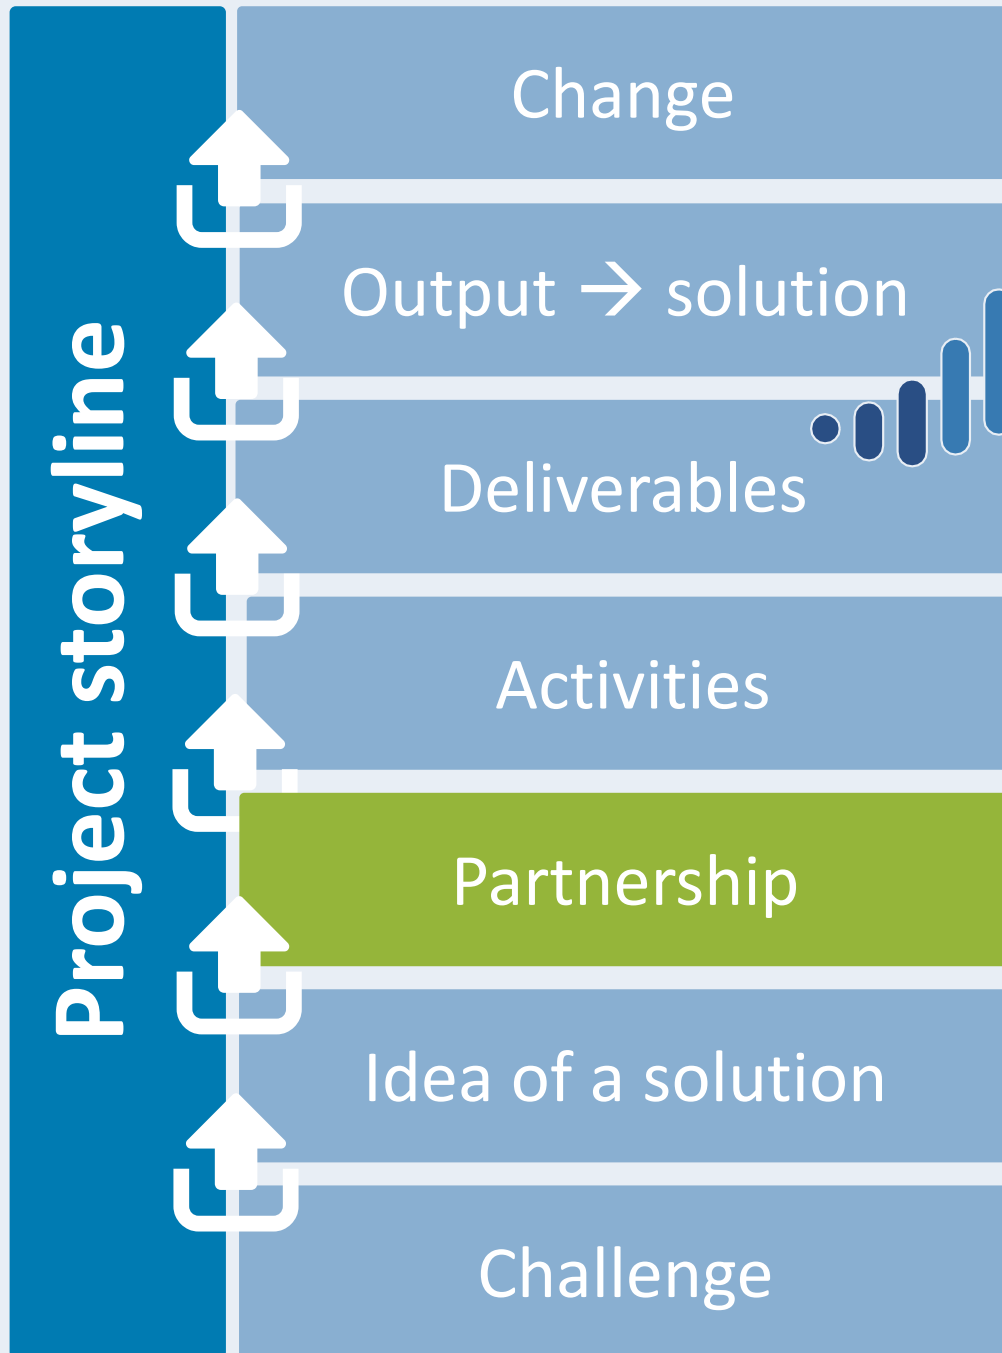 Project storyline
Change
Output → solution
Deliverables
Activities
Partnership
Idea of a solution
Challenge